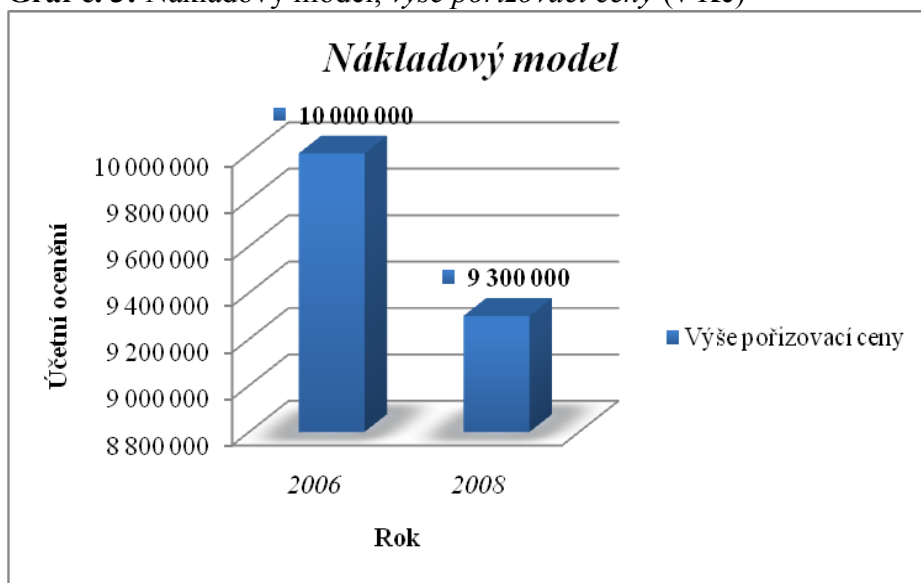 Nákladový model
10 000 000
10 000 000
9 800 000
9 600 000
9 400 000
9 200 000
9 000 000
8 800 000
9 300 000
Účetní ocenění
Výše pořizovací ceny
2006 2008
Rok